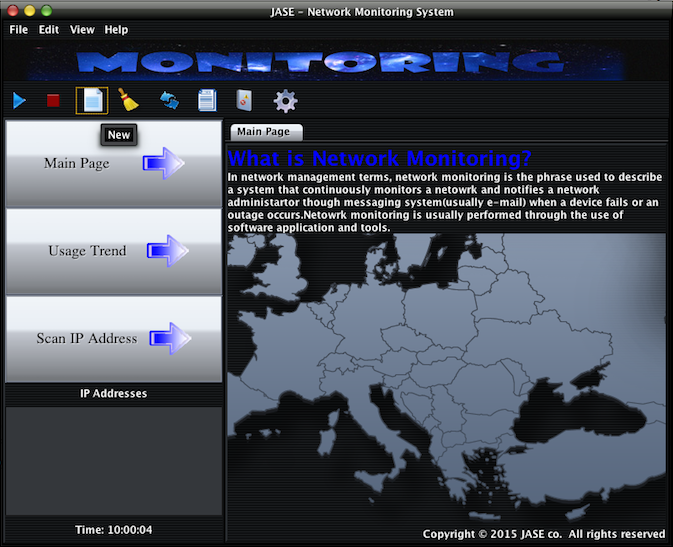 JASE - Network Monitoring System
File Edit View Help
MONITORING
New
Main Page
Usage Trend
Scan IP Address
IP Addresses
Time: 10:00:04
Main Page
What is Network Monitoring?
In network management terms, network monitoring is the phrase used to describe
a system that continuously monitors a netowrk and notifies a network
administartor though messaging system(usually e-mail) when a device fails or an
outage occurs.Netowrk monitoring is usually performed through the use of
software application and tools.
Copyright © 2015 JASE co. All rights reserved